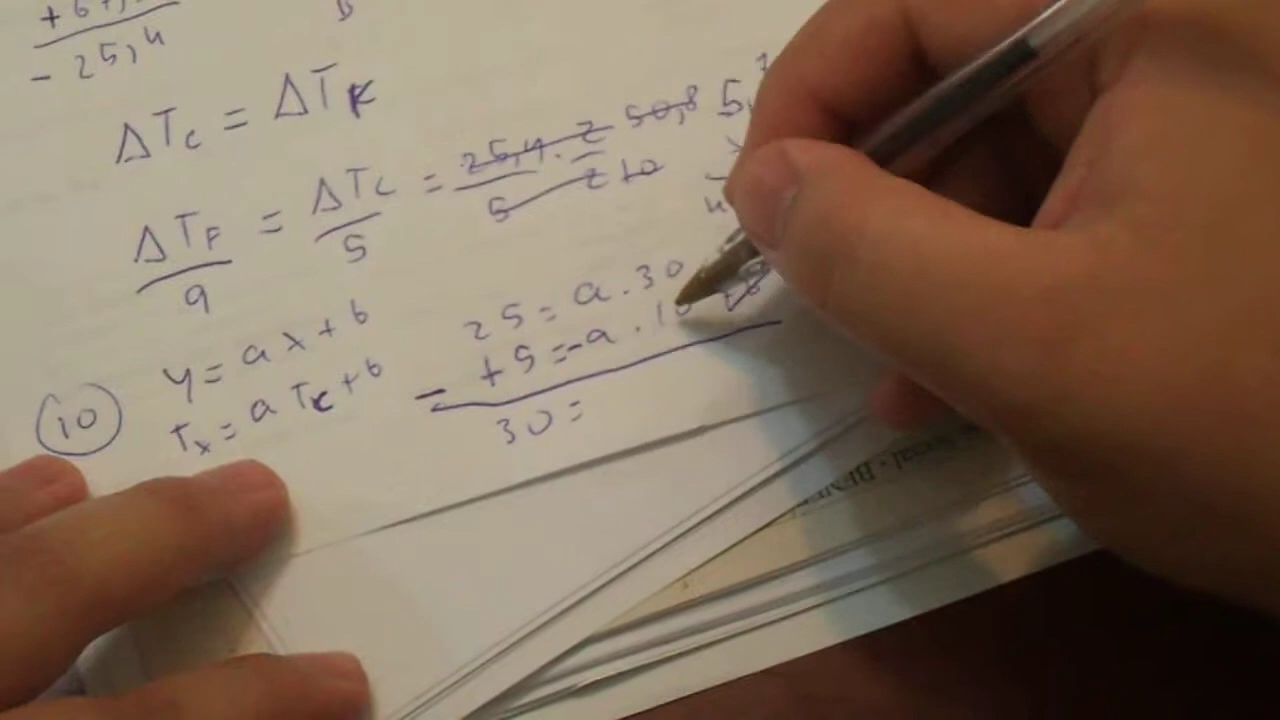 - 25,4
ΔTc = ΔTK
ΔTF / 9 = ΔTc / 5 = 25,4 . 2 / 5 2 10 50,8
10
y = ax + b
Tx = a TK + b
25 = a . 30
+5 = -a . 10
30 =